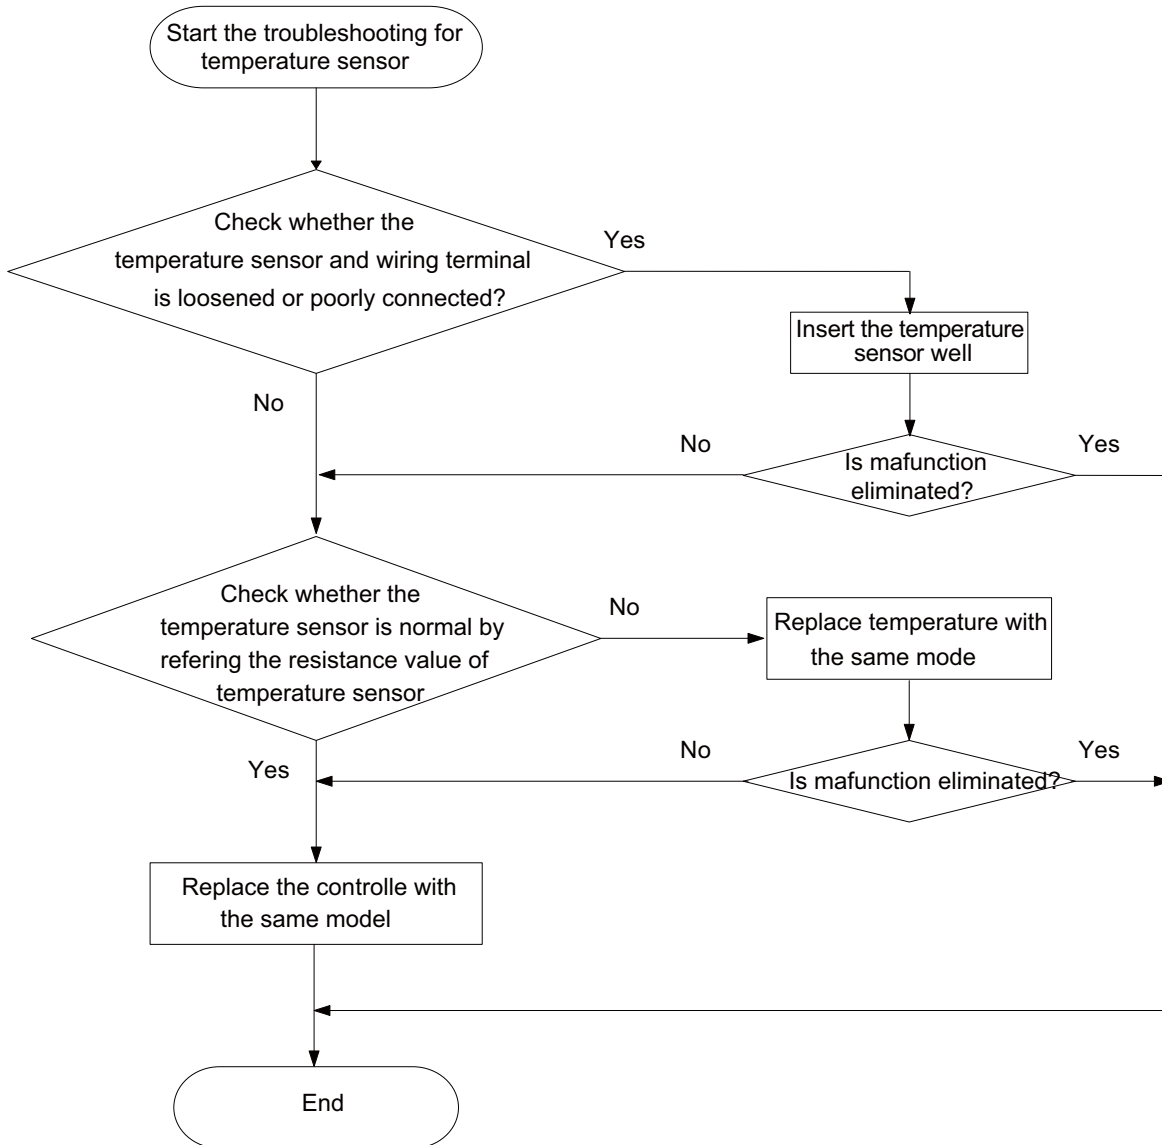 Start the troubleshooting for
temperature sensor
Check whether the
temperature sensor and wiring terminal
is loosened or poorly connected?
Yes
Insert the temperature
sensor well
No
No
Yes
Is mafunction
eliminated?
Check whether the
temperature sensor is normal by
refering the resistance value of
temperature sensor
No
Replace temperature with
the same mode
Yes
No
Yes
Is mafunction eliminated?
Replace the controlle with
the same model
End